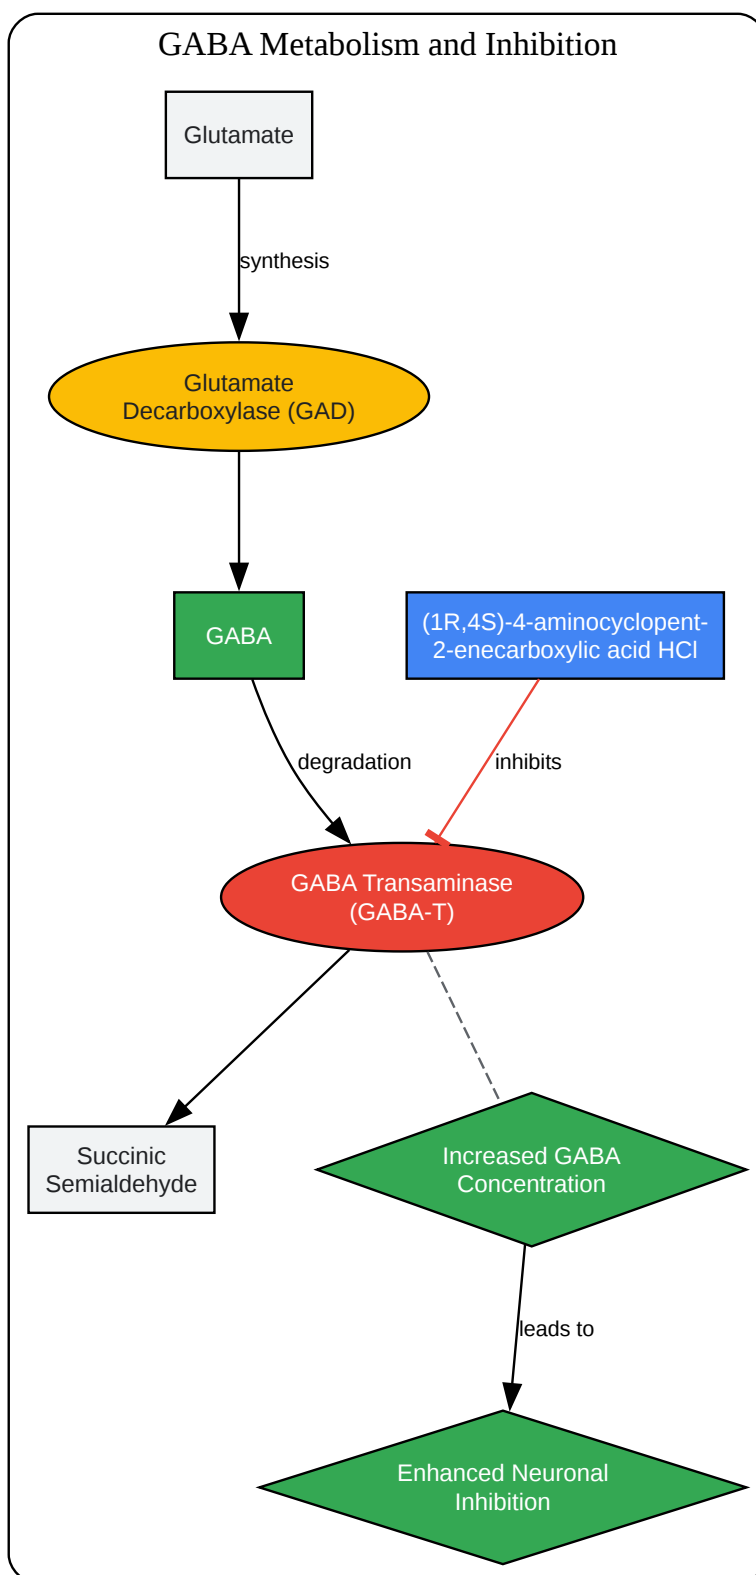 GABA Metabolism and Inhibition
Glutamate
synthesis
Glutamate
Decarboxylase (GAD)
GABA
(1R,4S)-4-aminocyclopent-
2-enecarboxylic acid HCl
degradation
inhibits
GABA Transaminase
(GABA-T)
Succinic
Semialdehyde
Increased GABA
Concentration
leads to
Enhanced Neuronal
Inhibition